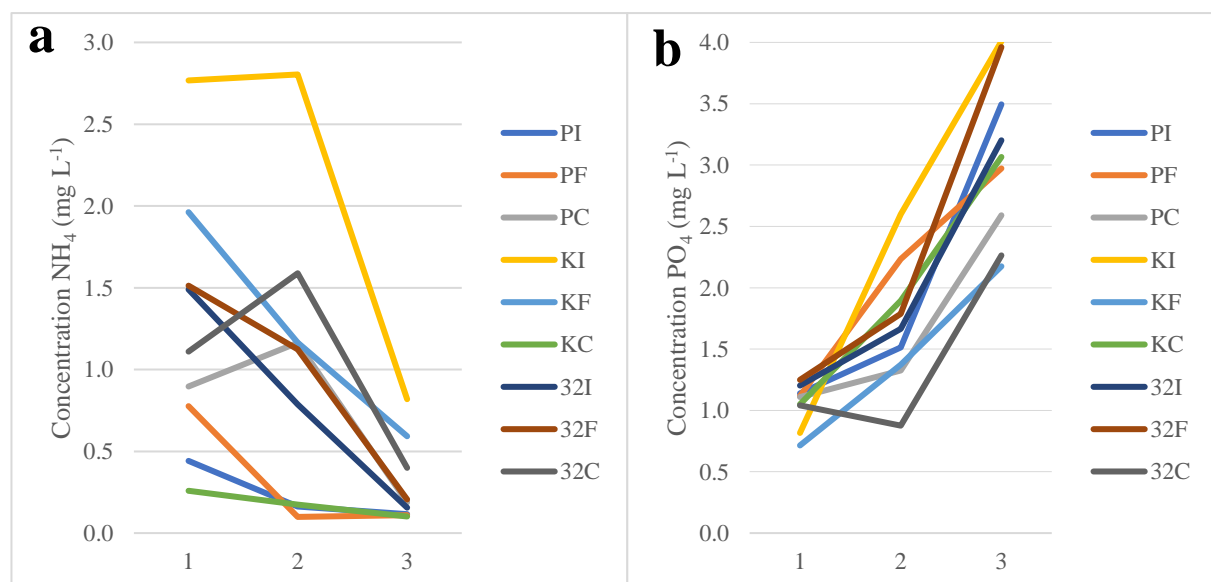 a
Concentration NH₄ (mg L⁻¹)
3.0
2.5
2.0
1.5
1.0
0.5
0.0
1 2 3
PI
PF
PC
KI
KF
KC
32I
32F
32C
b
Concentration PO₄ (mg L⁻¹)
4.0
3.5
3.0
2.5
2.0
1.5
1.0
0.5
0.0
1 2 3
PI
PF
PC
KI
KF
KC
32I
32F
32C